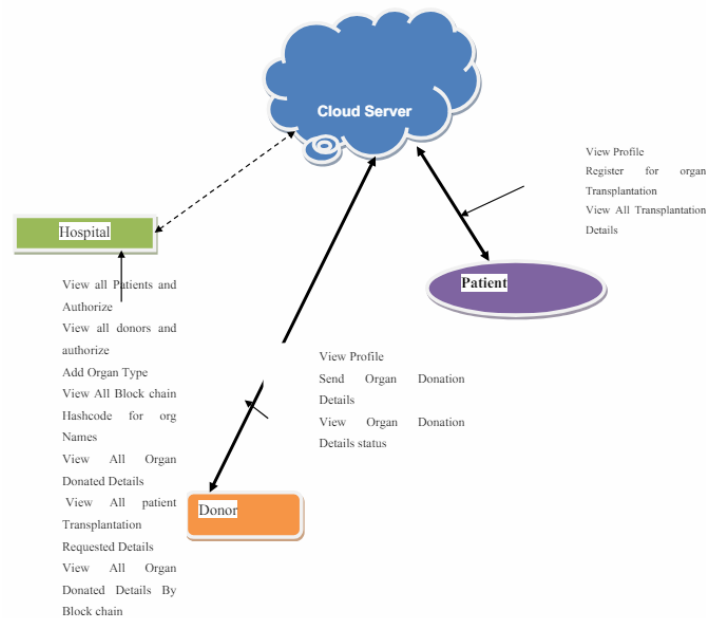 Cloud Server
View Profile
Register for organ
Transplantation
View All Transplantation
Details
Hospital
Patient
View all Patients and
Authorize
View all donors and
authorize
Add Organ Type
View All Block chain
Hashcode for org
Names
View All Organ
Donated Details
View All patient
Transplantation
Requested Details
View All Organ
Donated Details By
Block chain
View Profile
Send Organ Donation
Details
View Organ Donation
Details status
Donor